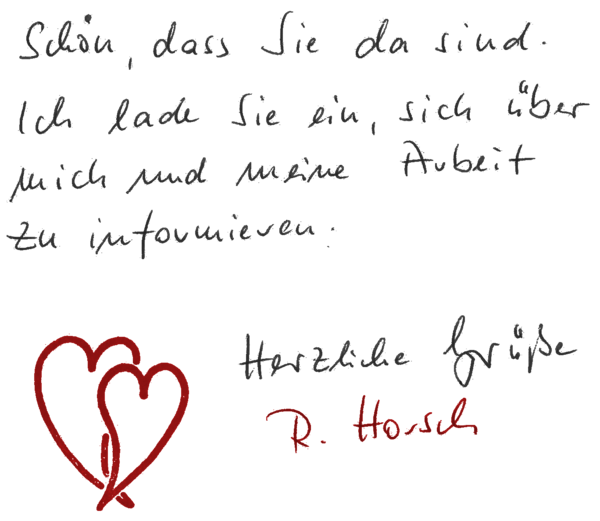 Schön, dass Sie da sind.
Ich lade Sie ein, sich über
mich und meine Arbeit
zu informieren.
Herzliche Grüße
R. Horsch